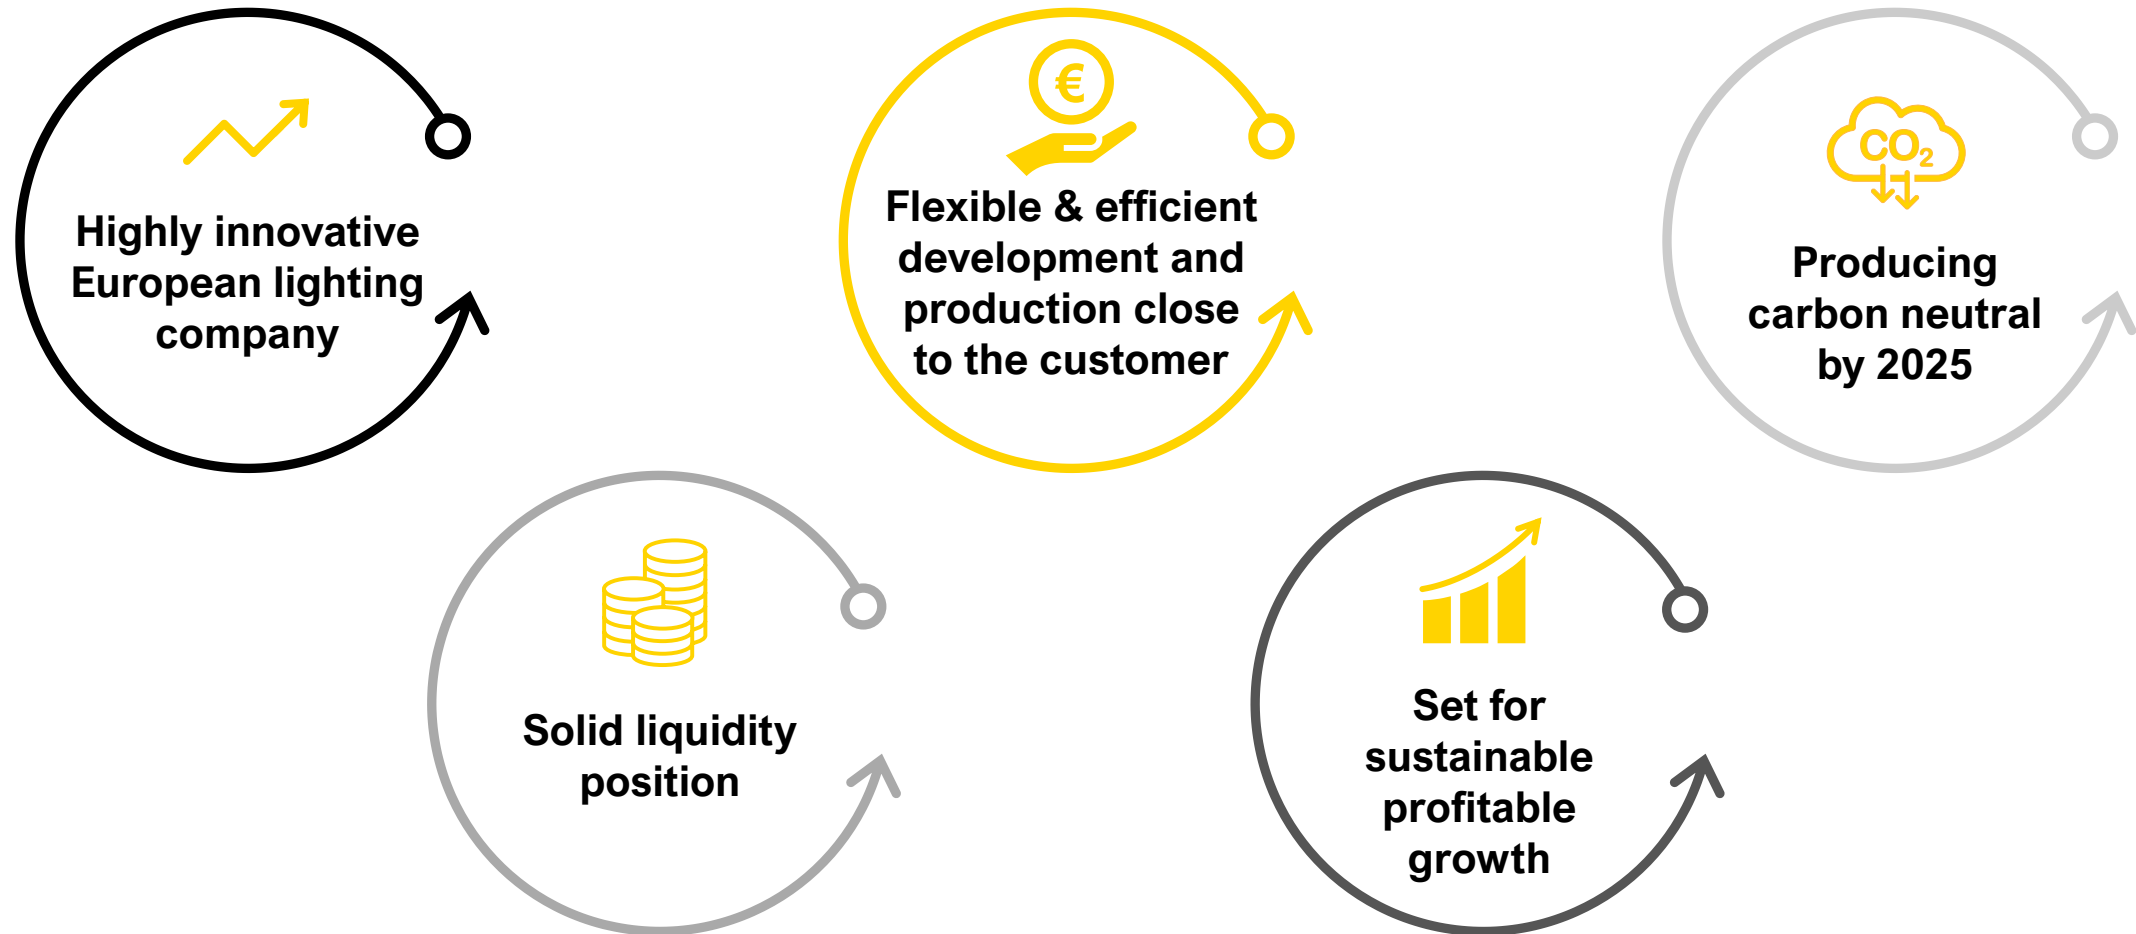 Highly innovative
European lighting
company
€
Flexible & efficient
development and
production close
to the customer
CO₂
Producing
carbon neutral
by 2025
Solid liquidity
position
Set for
sustainable
profitable
growth